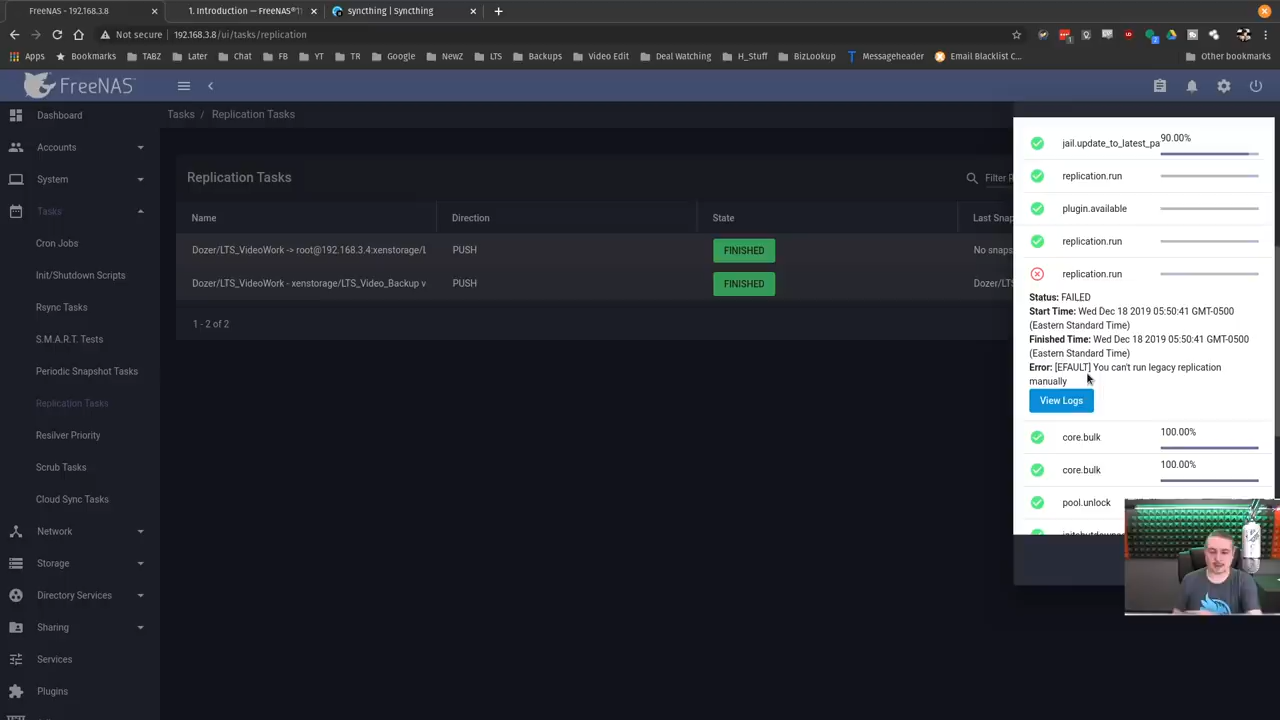 FreeNAS - 192.168.3.8
1. Introduction — FreeNAS®
syncthing | Syncthing
Not secure
192.168.3.8/ui/tasks/replication
Apps
Bookmarks
TABZ
Later
Chat
FB
YT
TR
Google
NewZ
LTS
Backups
Video Edit
Deal Watching
H_Stuff
BizLookup
Messageheader
Email Blacklist C...
Other bookmarks
FreeNAS
Tasks / Replication Tasks
Dashboard
Accounts
System
Tasks
Cron Jobs
Init/Shutdown Scripts
Rsync Tasks
S.M.A.R.T. Tests
Periodic Snapshot Tasks
Replication Tasks
Resilver Priority
Scrub Tasks
Cloud Sync Tasks
Network
Storage
Directory Services
Sharing
Services
Plugins
Replication Tasks
Filter
Name
Direction
State
Last Snap
Dozer/LTS_VideoWork -> root@192.168.3.4:xenstorage/L
PUSH
FINISHED
No snaps
Dozer/LTS_VideoWork - xenstorage/LTS_Video_Backup v
PUSH
FINISHED
Dozer/LTS
1 - 2 of 2
jail.update_to_latest_pa
90.00%
replication.run
plugin.available
replication.run
replication.run
Status: FAILED
Start Time: Wed Dec 18 2019 05:50:41 GMT-0500
(Eastern Standard Time)
Finished Time: Wed Dec 18 2019 05:50:41 GMT-0500
(Eastern Standard Time)
Error: [EFAULT] You can't run legacy replication
manually
View Logs
core.bulk
100.00%
core.bulk
100.00%
pool.unlock